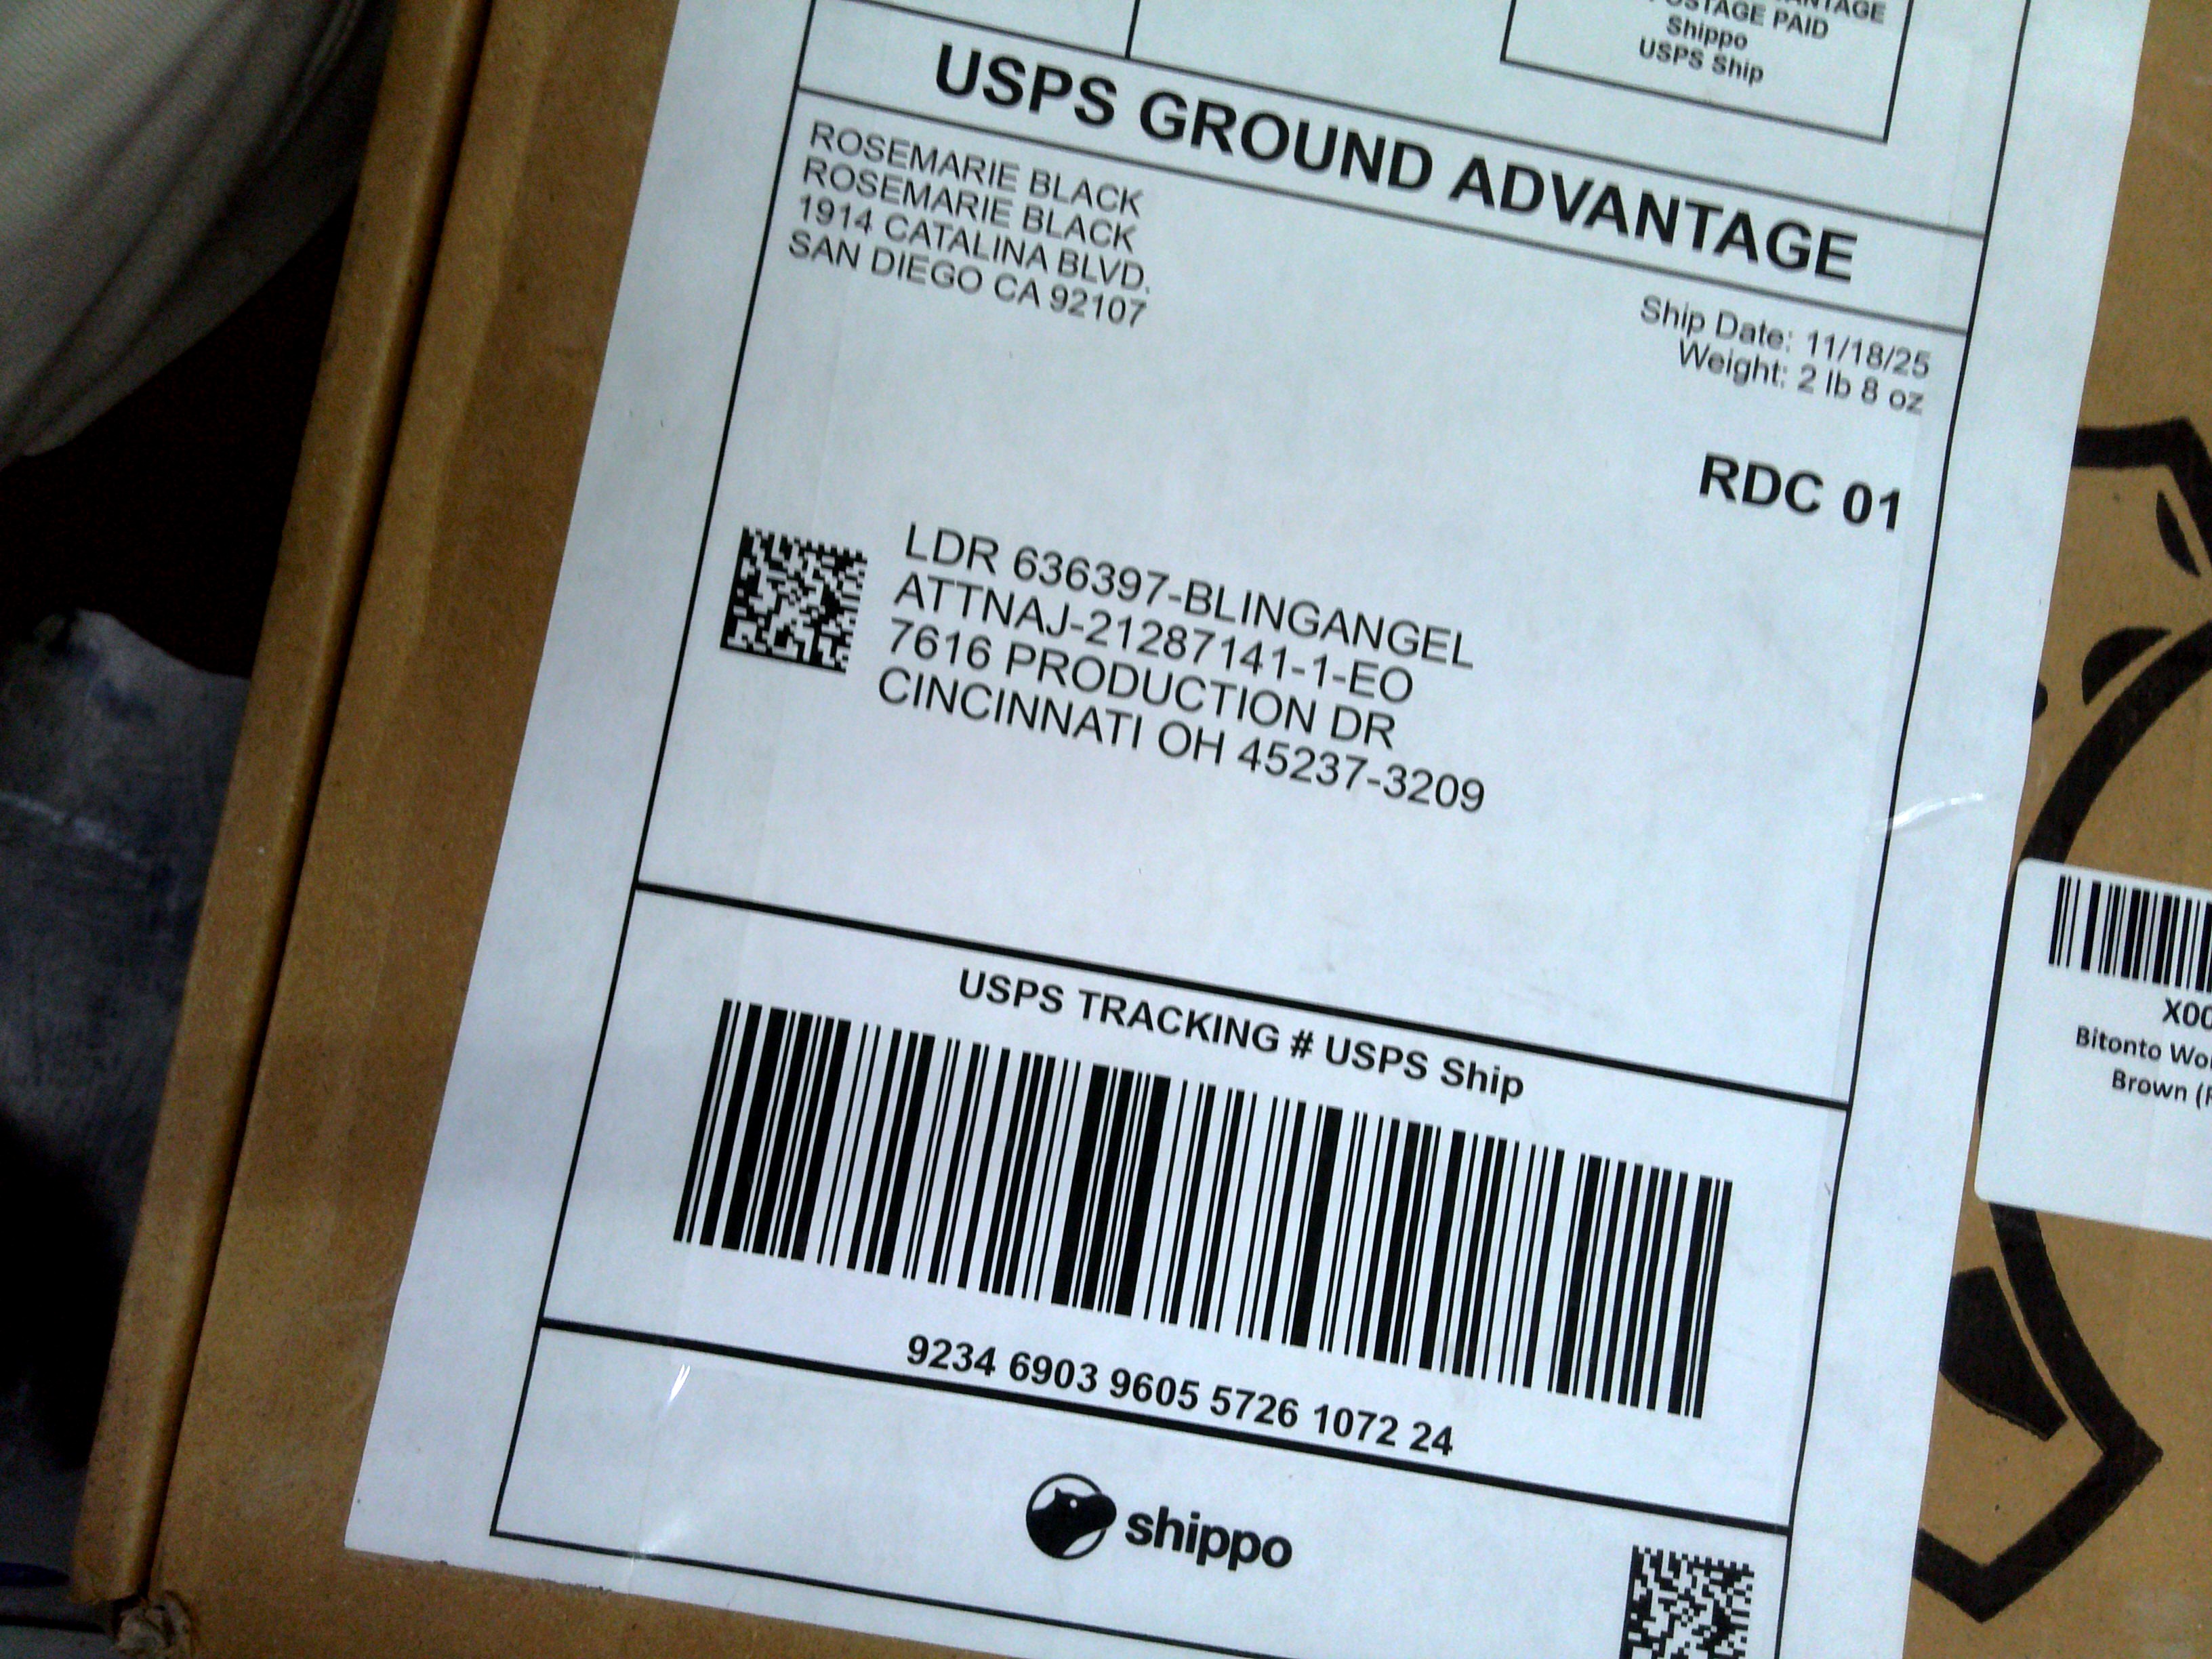 POSTAGE PAID
Shippo
USPS Ship
USPS GROUND ADVANTAGE
ROSEMARIE BLACK
ROSEMARIE BLACK
1914 CATALINA BLVD.
SAN DIEGO CA 92107
Ship Date: 11/18/25
Weight: 2 lb 8 oz
RDC 01
LDR 636397-BLINGANGEL
ATTNAJ-21287141-1-EO
7616 PRODUCTION DR
CINCINNATI OH 45237-3209
USPS TRACKING # USPS Ship
9234 6903 9605 5726 1072 24
shippo
X00
Bitonto
Brown